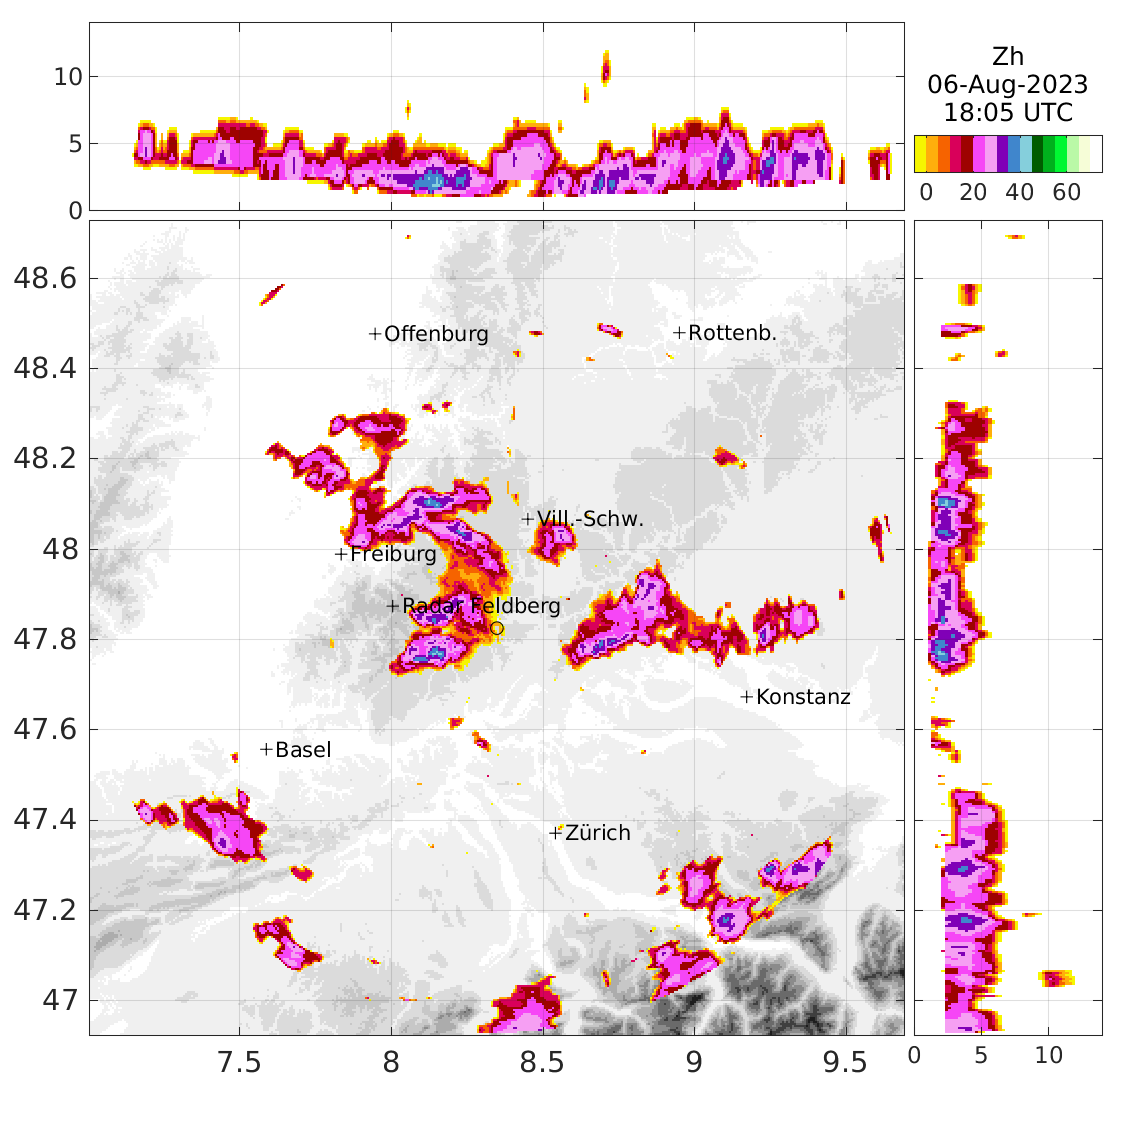 10
5
0
Zh
06-Aug-2023
18:05 UTC
0 20 40 60
48.6
48.4
48.2
48
47.8
47.6
47.4
47.2
47
+Offenburg
+Rottenb.
+Vill.-Schw.
+Freiburg
+Radar Feldberg
+Konstanz
+Basel
+Zürich
7.5 8 8.5 9 9.5
0 5 10